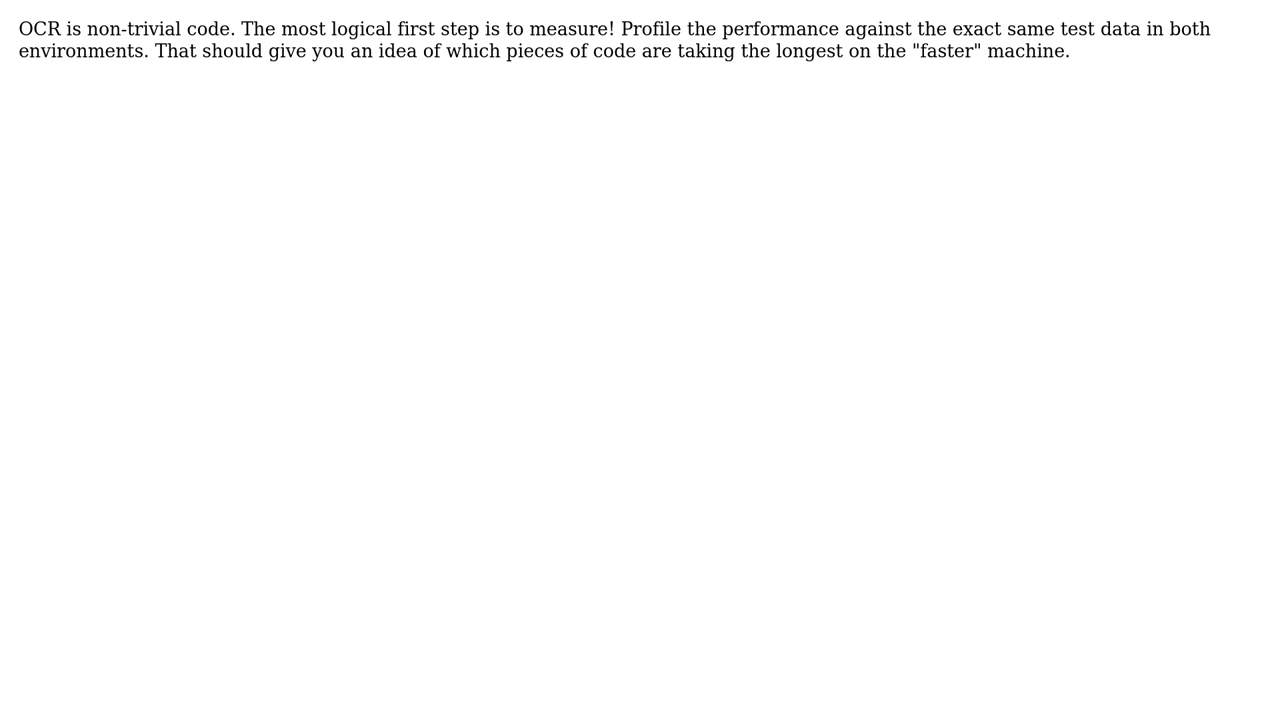 OCR is non-trivial code. The most logical first step is to measure! Profile the performance against the exact same test data in both
environments. That should give you an idea of which pieces of code are taking the longest on the "faster" machine.